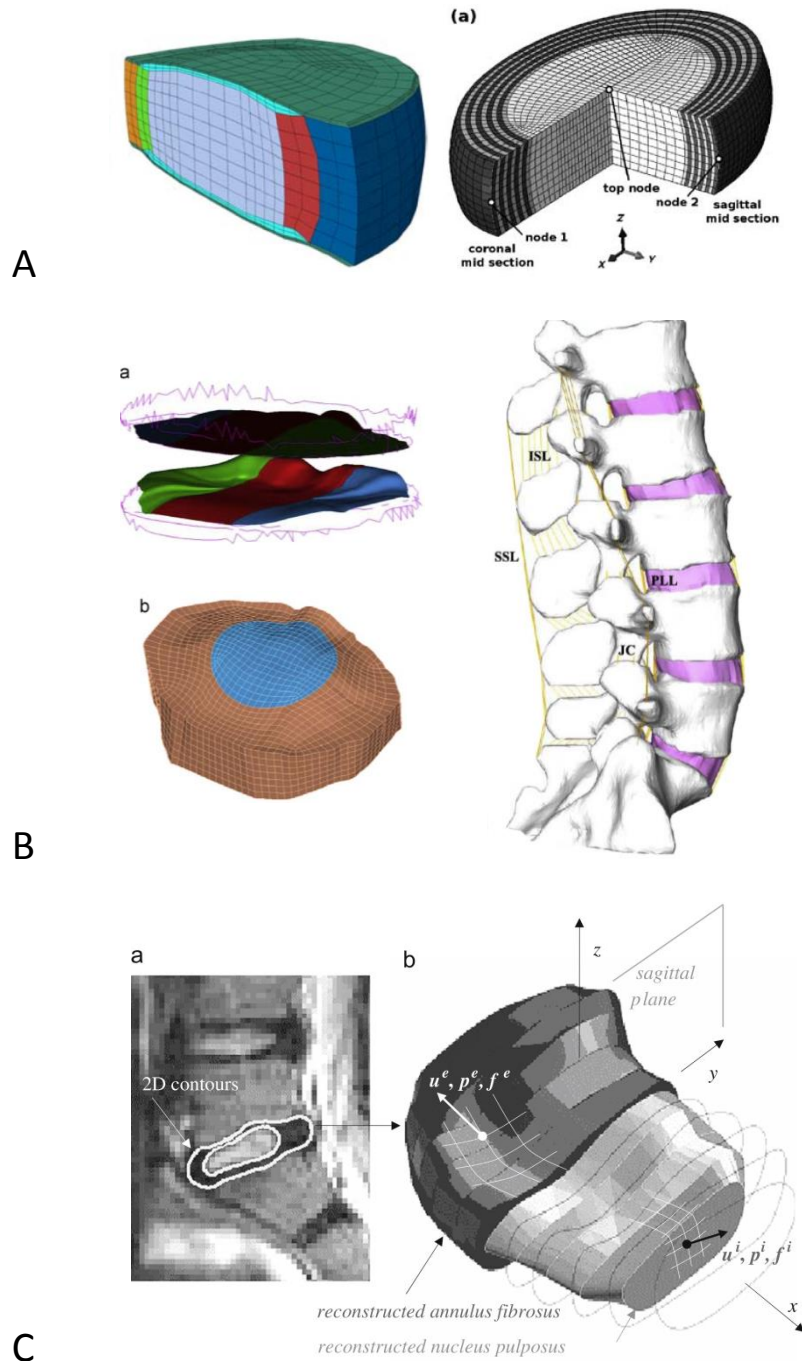 (a)
top node
node 2
sagittal
mid section
node 1
coronal
mid section
z
x
y
A
a
b
ISL
SSL
PLL
JC
B
a
2D contours
b
z
sagittal
plane
y
u e, p e, f e
u i, p i, f i
x
reconstructed annulus fibrosus
reconstructed nucleus pulposus
C